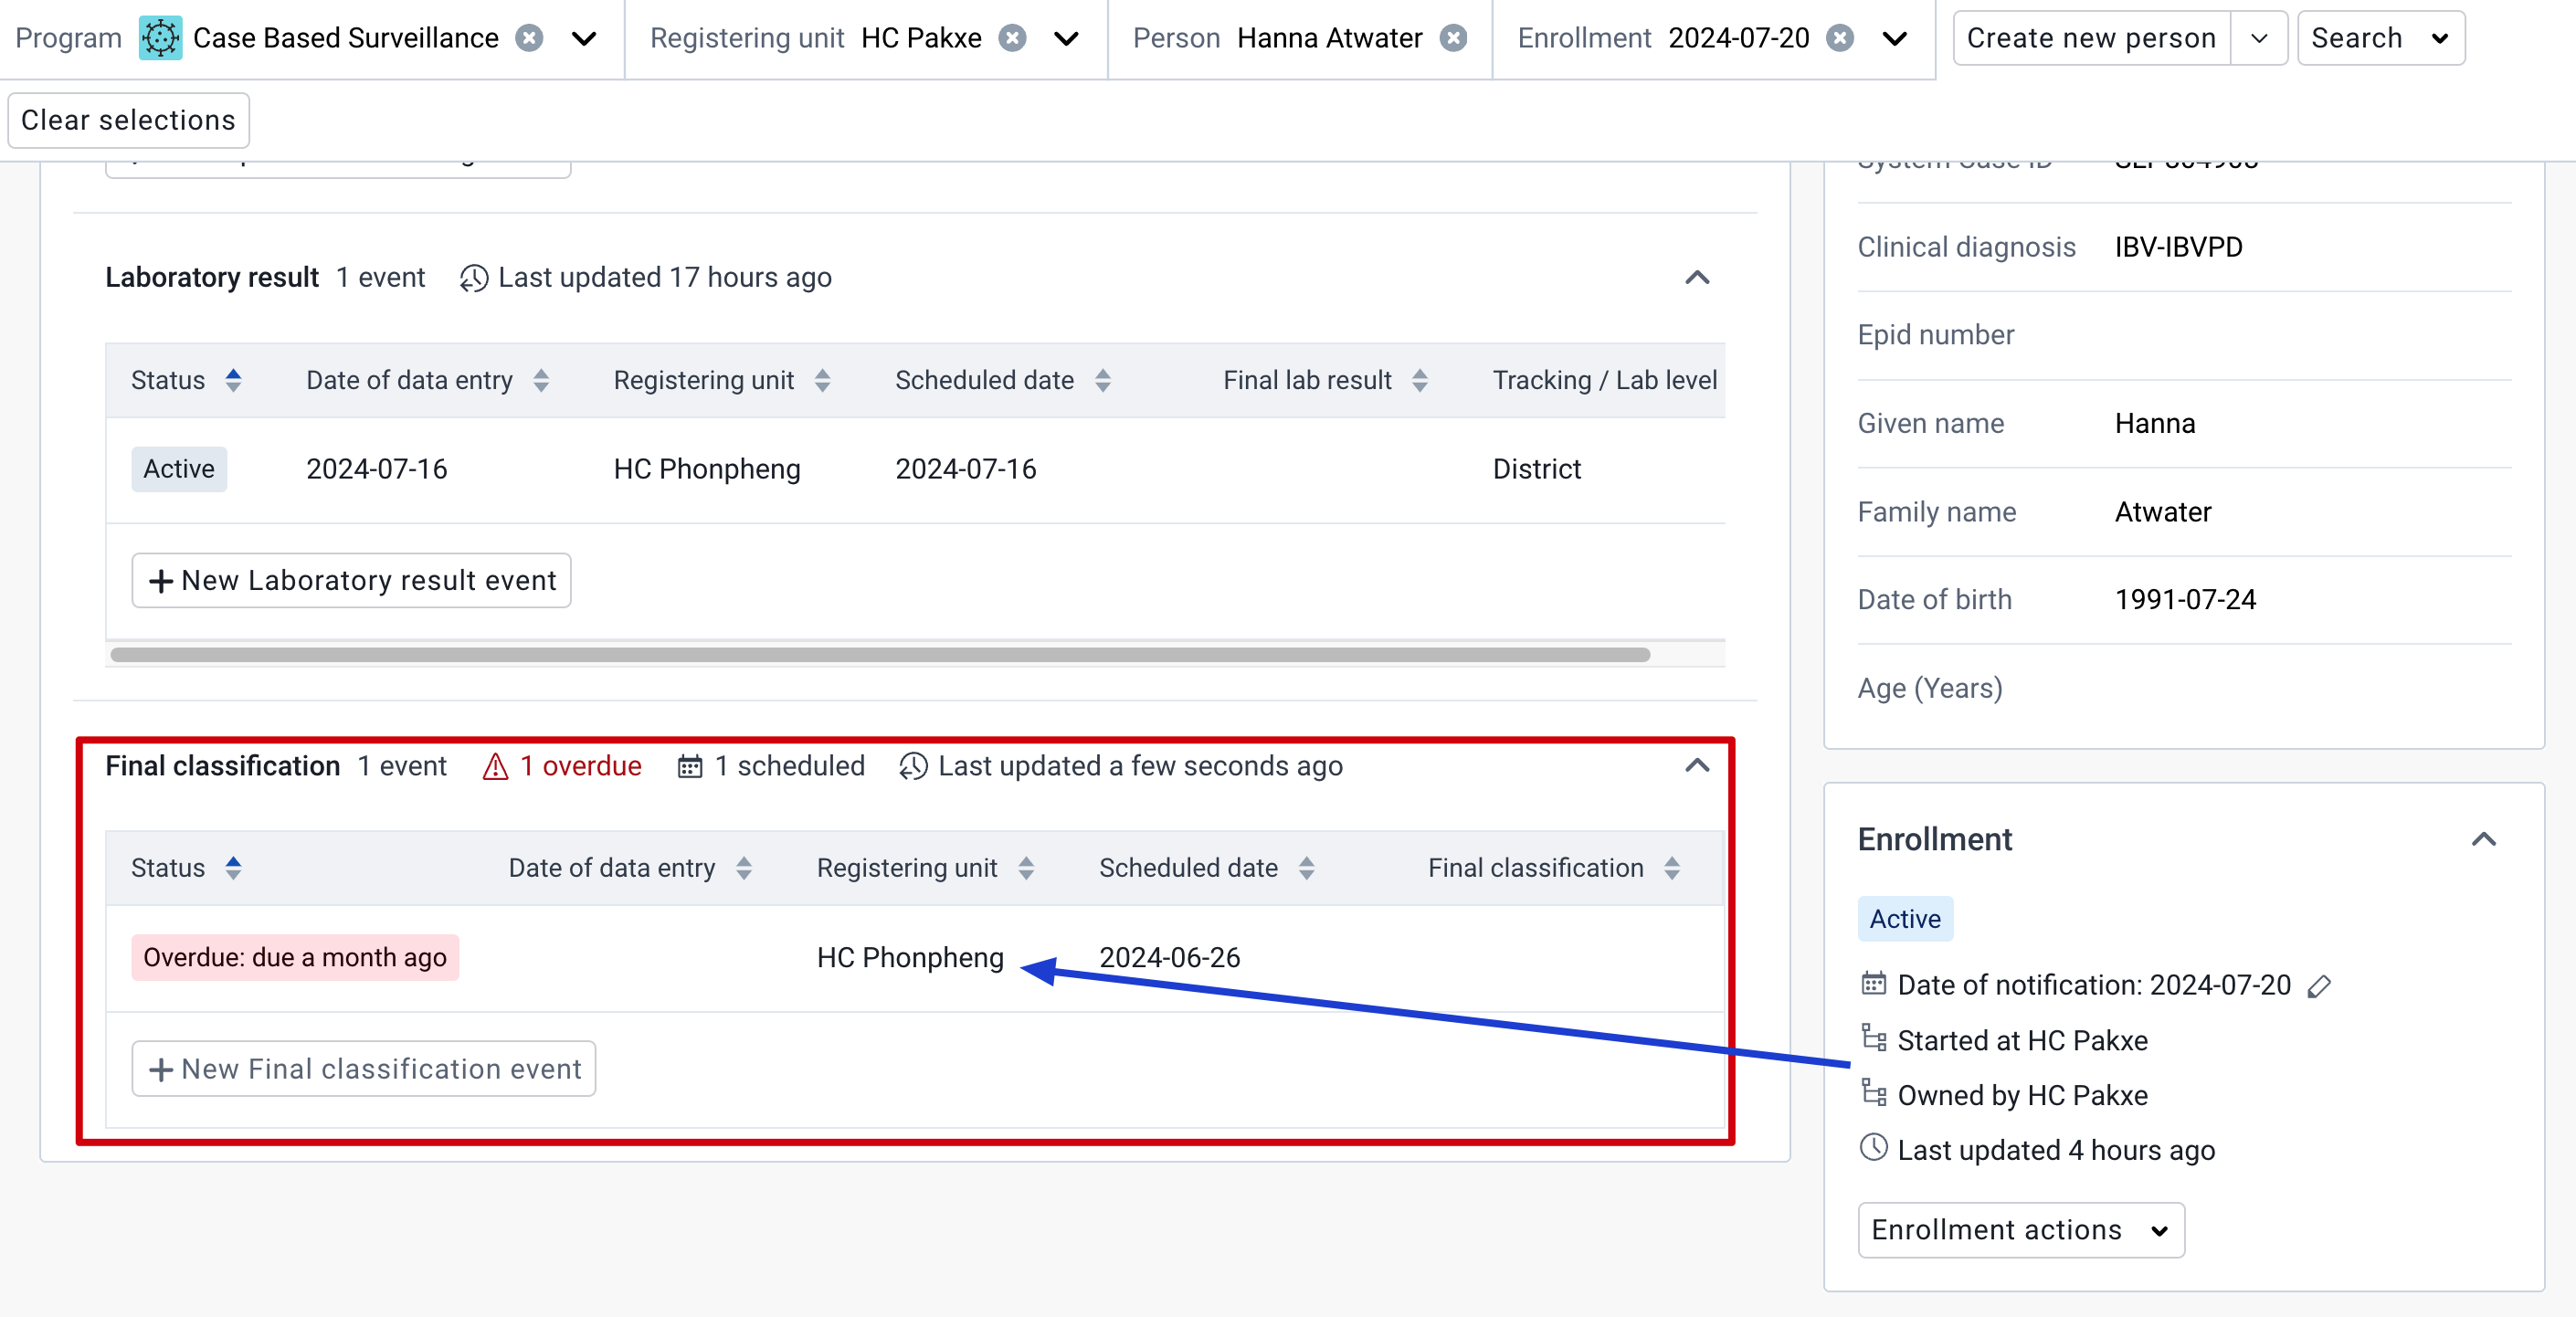 Program Case Based Surveillance Registering unit HC Pakxe Person Hanna Atwater Enrollment 2024-07-20 Create new person Search
Clear selections
Laboratory result 1 event Last updated 17 hours ago
Status Date of data entry Registering unit Scheduled date Final lab result Tracking / Lab level
Active 2024-07-16 HC Phonpheng 2024-07-16 District
+ New Laboratory result event
Final classification 1 event 1 overdue 1 scheduled Last updated a few seconds ago
Status Date of data entry Registering unit Scheduled date Final classification
Overdue: due a month ago HC Phonpheng 2024-06-26
+ New Final classification event
System Case ID
Clinical diagnosis IBV-IBVPD
Epid number
Given name Hanna
Family name Atwater
Date of birth 1991-07-24
Age (Years)
Enrollment
Active
Date of notification: 2024-07-20
Started at HC Pakxe
Owned by HC Pakxe
Last updated 4 hours ago
Enrollment actions